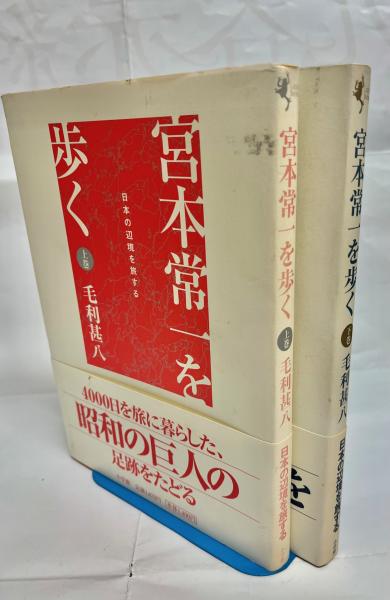 宮本常一を
歩く
日本の辺境を旅する
上巻
毛利甚八
4000日を旅に暮らした、
昭和の巨人の
足跡をたどる
宮本常一を歩く
上巻
毛利甚八
日本の辺境を旅する
宮本常一を歩く
毛利甚八
日本の辺境を旅する
を